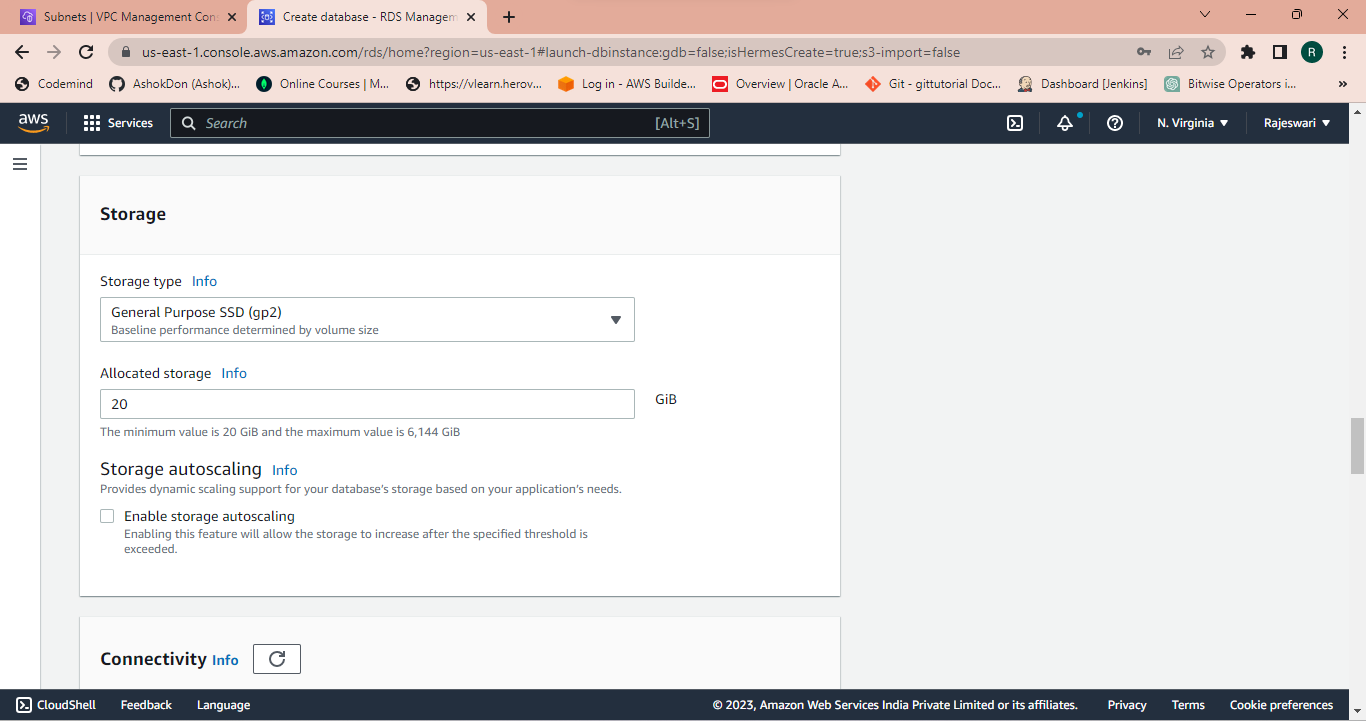 Subnets | VPC Management Con
Create database - RDS Managem
us-east-1.console.aws.amazon.com/rds/home?region=us-east-1#launch-dbinstance:gdb=false;isHermesCreate=true;s3-import=false
R
Codemind
AshokDon (Ashok)...
Online Courses | M...
https://vlearn.herov...
Log in - AWS Builde...
Overview | Oracle A...
Git - gittutorial Doc...
Dashboard [Jenkins]
Bitwise Operators i...
»
aws
Services
Search
[Alt+S]
N. Virginia
Rajeswari
Storage
Storage type Info
General Purpose SSD (gp2)
Baseline performance determined by volume size
Allocated storage Info
20
GiB
The minimum value is 20 GiB and the maximum value is 6,144 GiB
Storage autoscaling Info
Provides dynamic scaling support for your database's storage based on your application's needs.
Enable storage autoscaling
Enabling this feature will allow the storage to increase after the specified threshold is
exceeded.
Connectivity Info
CloudShell
Feedback
Language
© 2023, Amazon Web Services India Private Limited or its affiliates.
Privacy
Terms
Cookie preferences